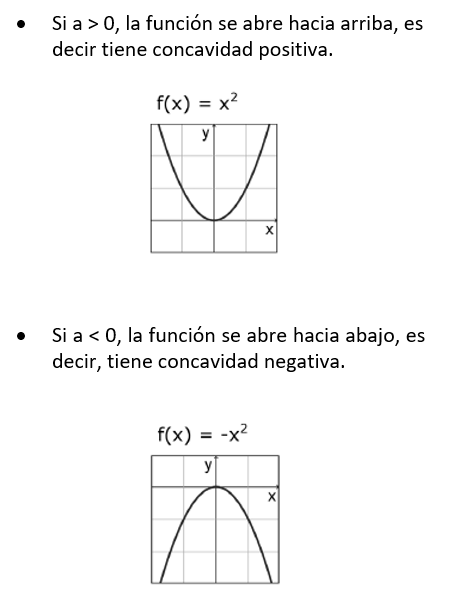 • Si a > 0, la función se abre hacia arriba, es
decir tiene concavidad positiva.
f(x) = x²
y
x
• Si a < 0, la función se abre hacia abajo, es
decir, tiene concavidad negativa.
f(x) = -x²
y
x